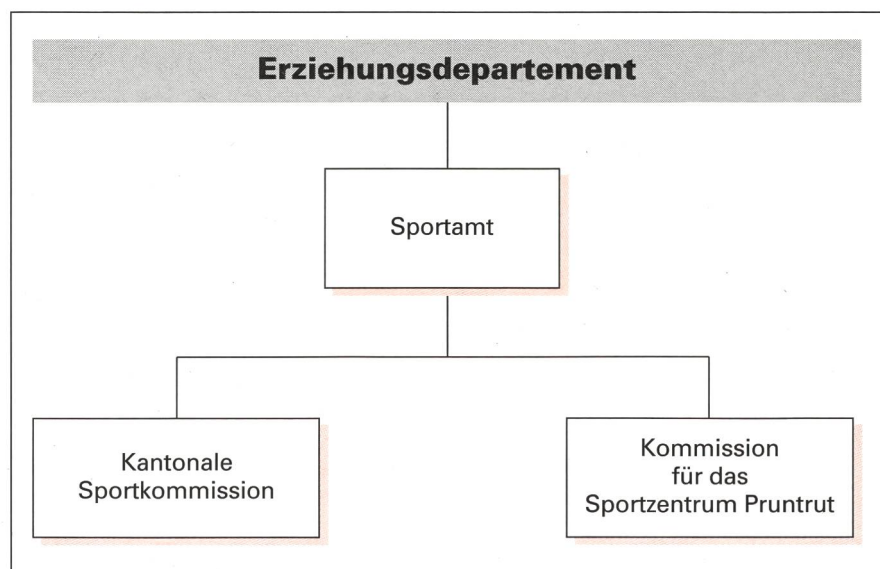 Erziehungsdepartement
Sportamt
Kantonale
Sportkommission
Kommission
für das
Sportzentrum Pruntrut